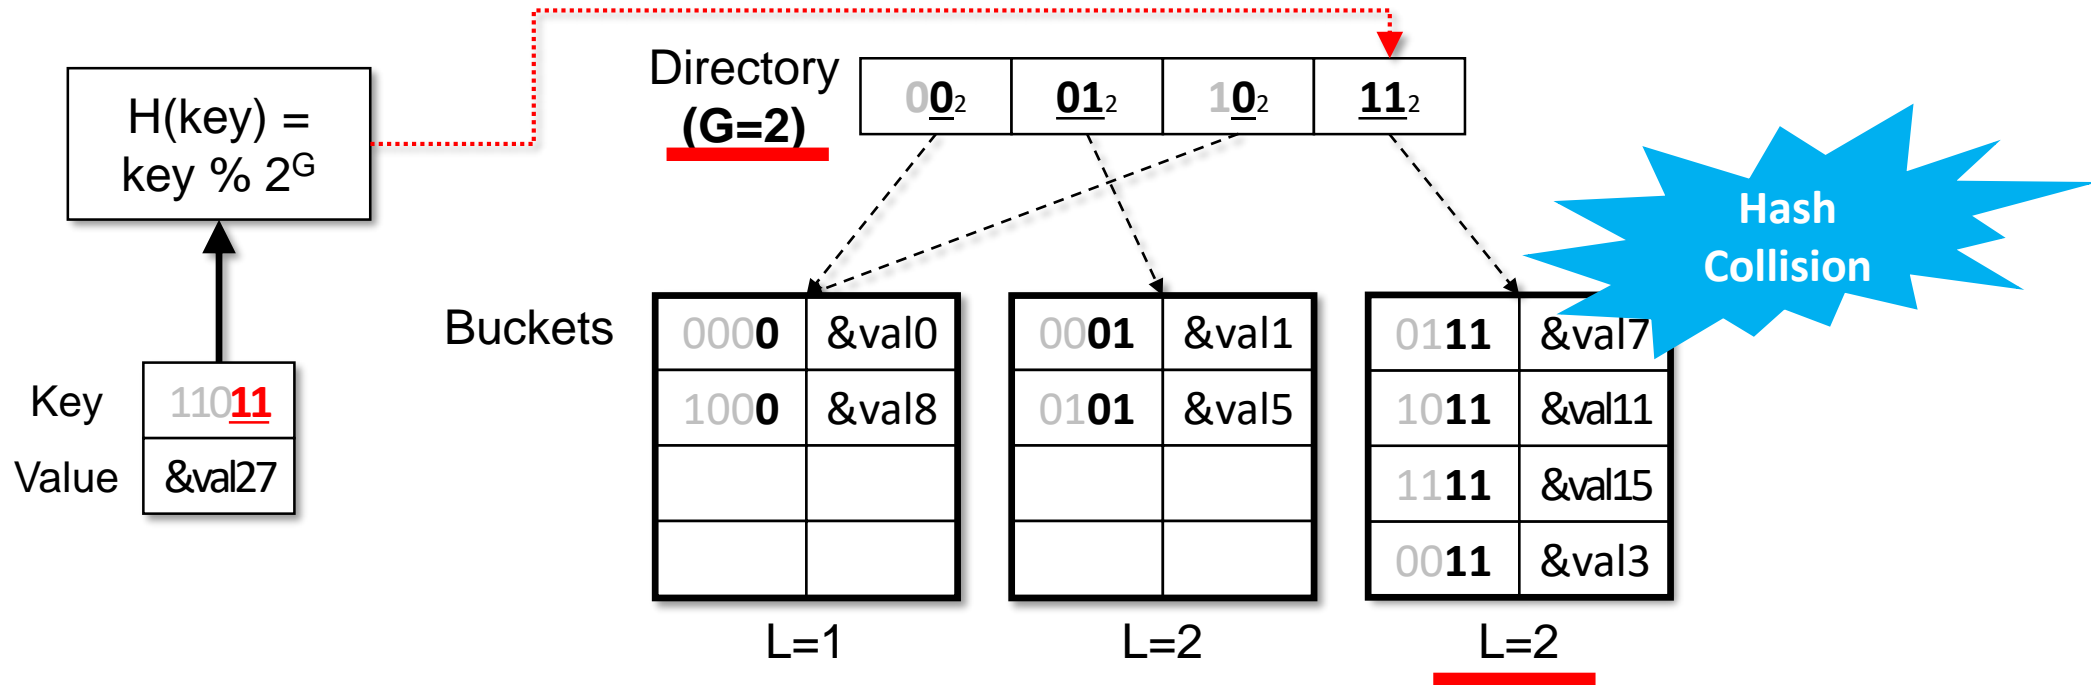 H(key) =
key % 2^G
Key
11011
Value
&val27
Directory
(G=2)
00₂ 01₂ 10₂ 11₂
Hash
Collision
Buckets
0000 &val0
1000 &val8
L=1
0001 &val1
0101 &val5
L=2
0111 &val7
1011 &val11
1111 &val15
0011 &val3
L=2